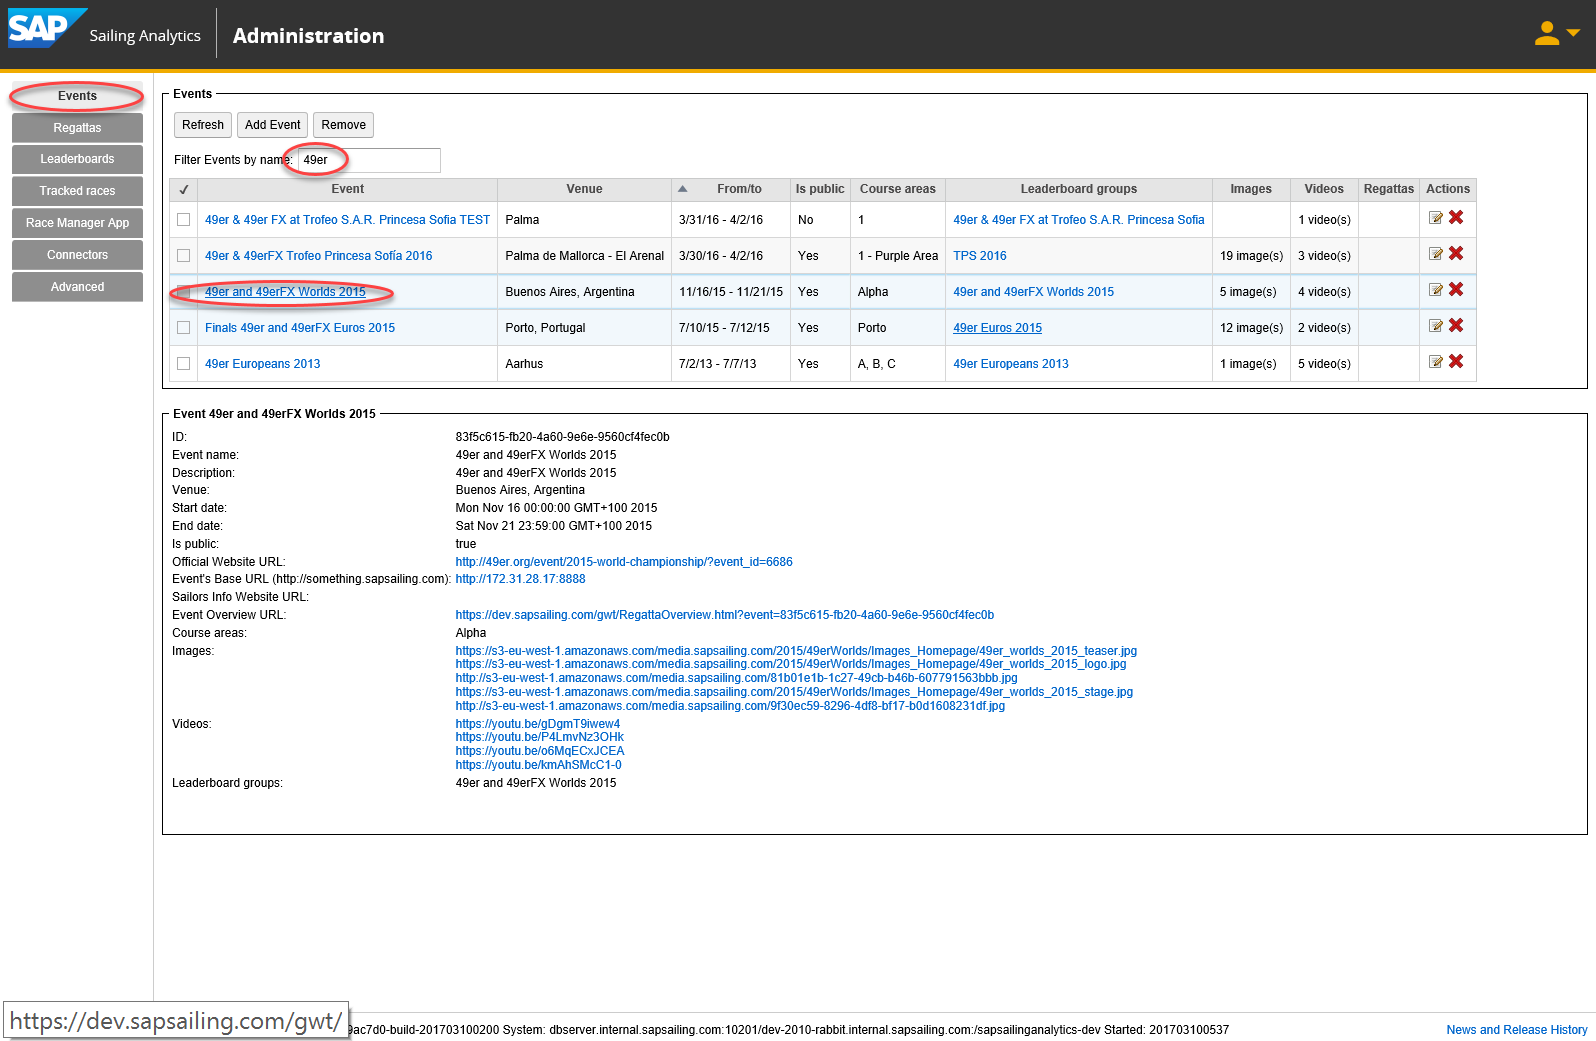 SAP Sailing Analytics Administration
Events
Regattas
Leaderboards
Tracked races
Race Manager App
Connectors
Advanced
Events
Refresh Add Event Remove
Filter Events by name: 49er
✓ Event Venue From/to Is public Course areas Leaderboard groups Images Videos Regattas Actions
49er & 49er FX at Trofeo S.A.R. Princesa Sofia TEST Palma 3/31/16 - 4/2/16 No 1 49er & 49er FX at Trofeo S.A.R. Princesa Sofia 1 video(s)
49er & 49erFX Trofeo Princesa Sofía 2016 Palma de Mallorca - El Arenal 3/30/16 - 4/2/16 Yes 1 - Purple Area TPS 2016 19 image(s) 3 video(s)
49er and 49erFX Worlds 2015 Buenos Aires, Argentina 11/16/15 - 11/21/15 Yes Alpha 49er and 49erFX Worlds 2015 5 image(s) 4 video(s)
Finals 49er and 49erFX Euros 2015 Porto, Portugal 7/10/15 - 7/12/15 Yes Porto 49er Euros 2015 12 image(s) 2 video(s)
49er Europeans 2013 Aarhus 7/2/13 - 7/7/13 Yes A, B, C 49er Europeans 2013 1 image(s) 5 video(s)
Event 49er and 49erFX Worlds 2015
ID: 83f5c615-fb20-4a60-9e6e-9560cf4fec0b
Event name: 49er and 49erFX Worlds 2015
Description: 49er and 49erFX Worlds 2015
Venue: Buenos Aires, Argentina
Start date: Mon Nov 16 00:00:00 GMT+100 2015
End date: Sat Nov 21 23:59:00 GMT+100 2015
Is public: true
Official Website URL: http://49er.org/event/2015-world-championship/?event_id=6686
Event's Base URL (http://something.sapsailing.com): http://172.31.28.17:8888
Sailors Info Website URL:
Event Overview URL: https://dev.sapsailing.com/gwt/RegattaOverview.html?event=83f5c615-fb20-4a60-9e6e-9560cf4fec0b
Course areas: Alpha
Images: https://s3-eu-west-1.amazonaws.com/media.sapsailing.com/2015/49erWorlds/Images_Homepage/49er_worlds_2015_teaser.jpg
https://s3-eu-west-1.amazonaws.com/media.sapsailing.com/2015/49erWorlds/Images_Homepage/49er_worlds_2015_logo.jpg
http://s3-eu-west-1.amazonaws.com/media.sapsailing.com/81b01e1b-1c27-49cb-b46b-607791563bbb.jpg
https://s3-eu-west-1.amazonaws.com/media.sapsailing.com/2015/49erWorlds/Images_Homepage/49er_worlds_2015_stage.jpg
http://s3-eu-west-1.amazonaws.com/media.sapsailing.com/9f30ec59-8296-4df8-bf17-b0d1608231df.jpg
Videos: https://youtu.be/gDgmT9iwew4
https://youtu.be/P4LmvNz3OHk
https://youtu.be/o6MqECxJCEA
https://youtu.be/kmAhSMcC1-0
Leaderboard groups: 49er and 49erFX Worlds 2015
https://dev.sapsailing.com/gwt/ 9ac7d0-build-201703100200 System: dbserver.internal.sapsailing.com:10201/dev-2010-rabbit.internal.sapsailing.com:/sapsailinganalytics-dev Started: 201703100537 News and Release History